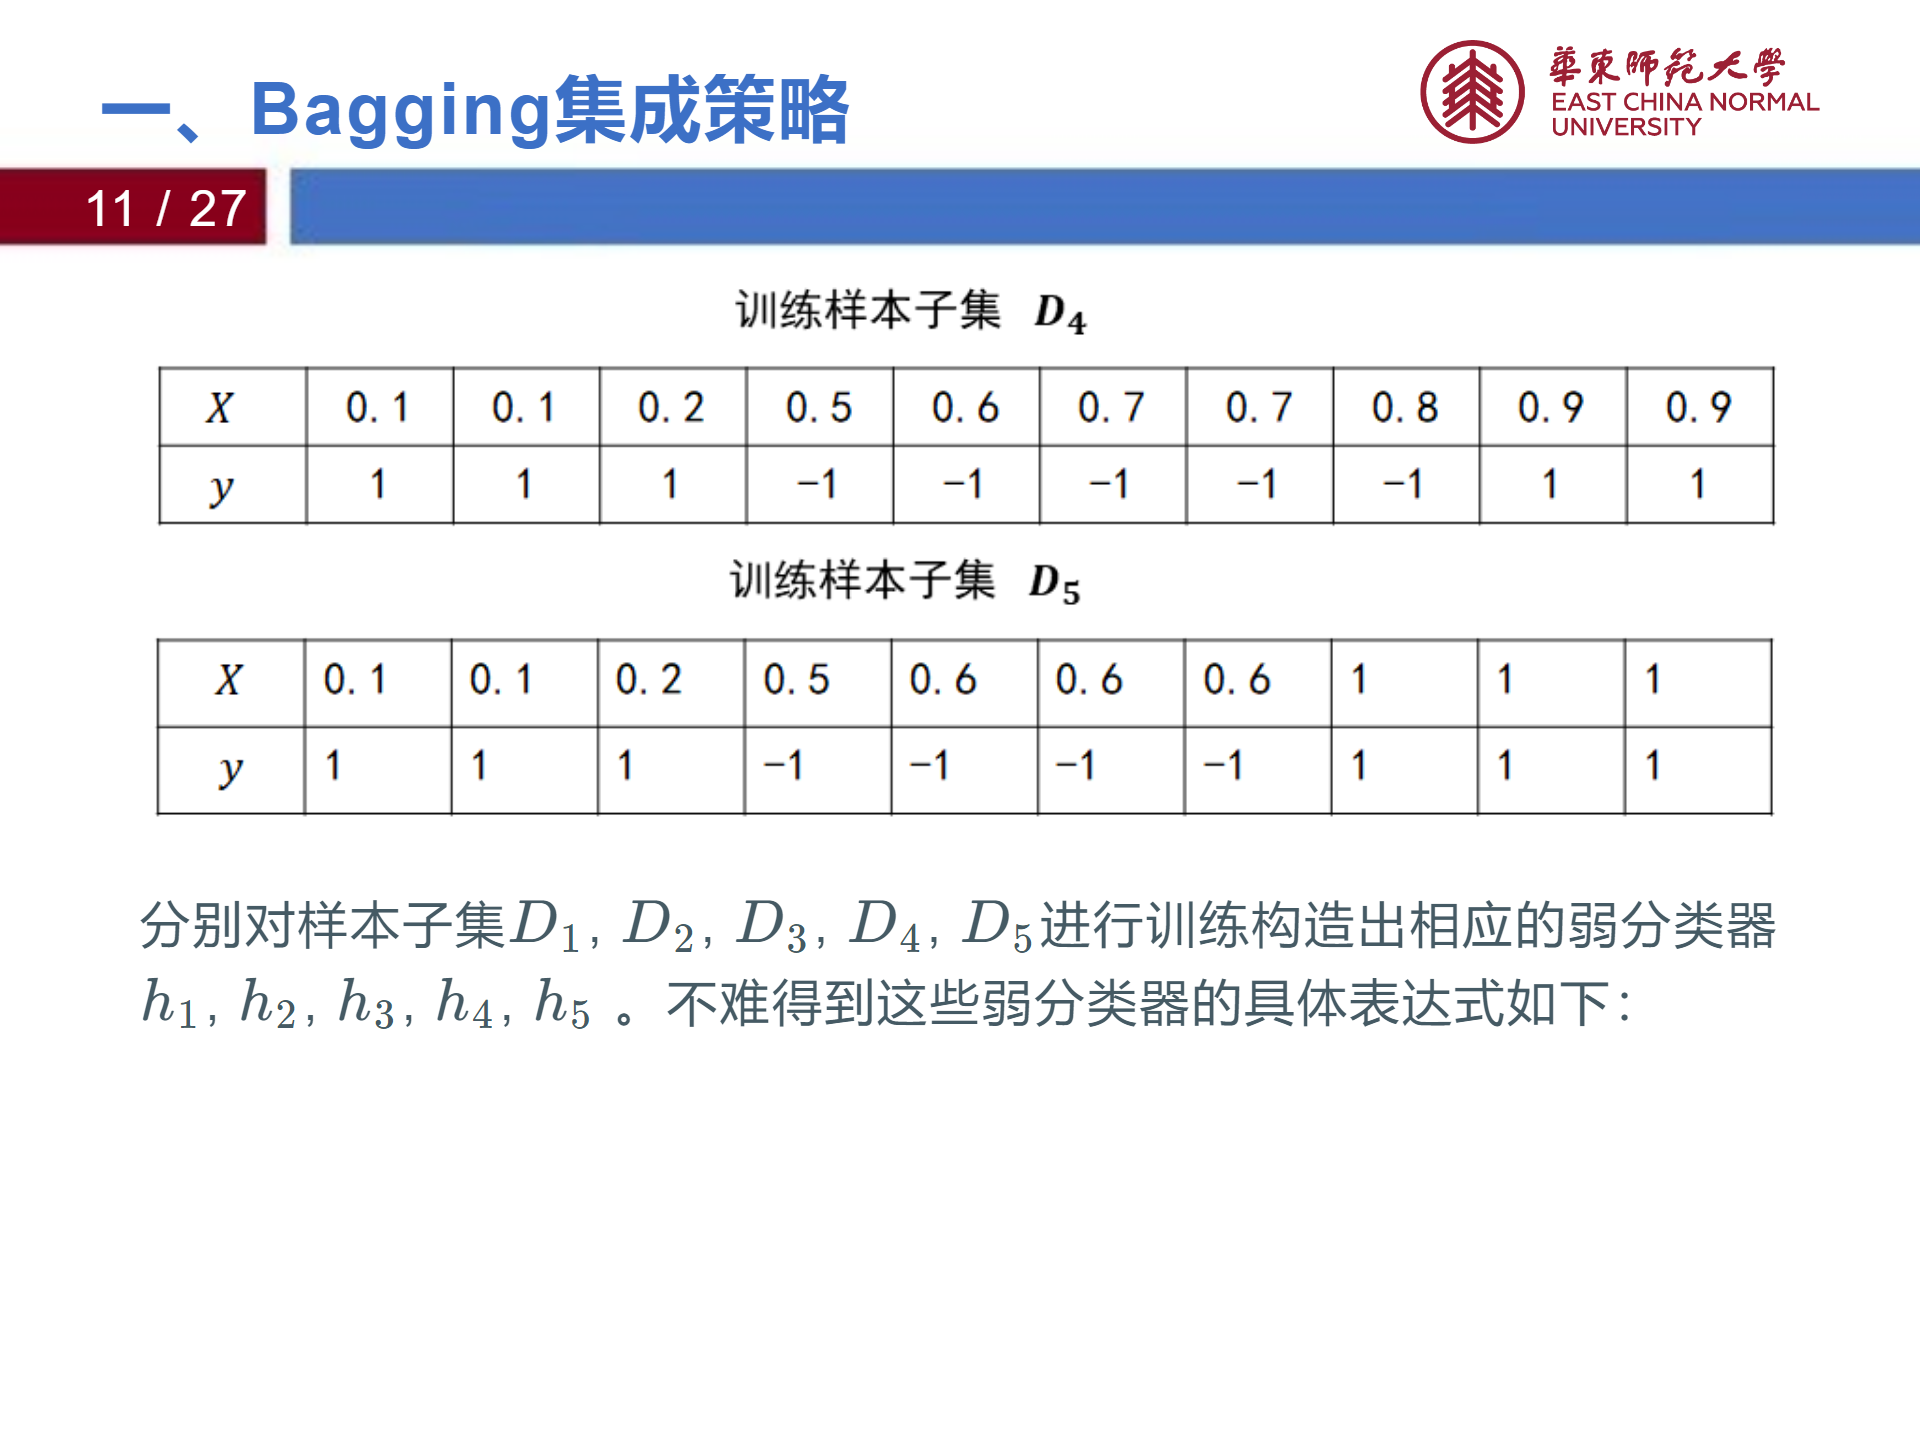 一、Bagging集成策略
華東師範大學
EAST CHINA NORMAL
UNIVERSITY
11 / 27
训练样本子集 D4
X 0.1 0.1 0.2 0.5 0.6 0.7 0.7 0.8 0.9 0.9
y 1 1 1 -1 -1 -1 -1 -1 1 1
训练样本子集 D5
X 0.1 0.1 0.2 0.5 0.6 0.6 0.6 1 1 1
y 1 1 1 -1 -1 -1 -1 1 1 1
分别对样本子集D1, D2, D3, D4, D5进行训练构造出相应的弱分类器
h1, h2, h3, h4, h5 。不难得到这些弱分类器的具体表达式如下：